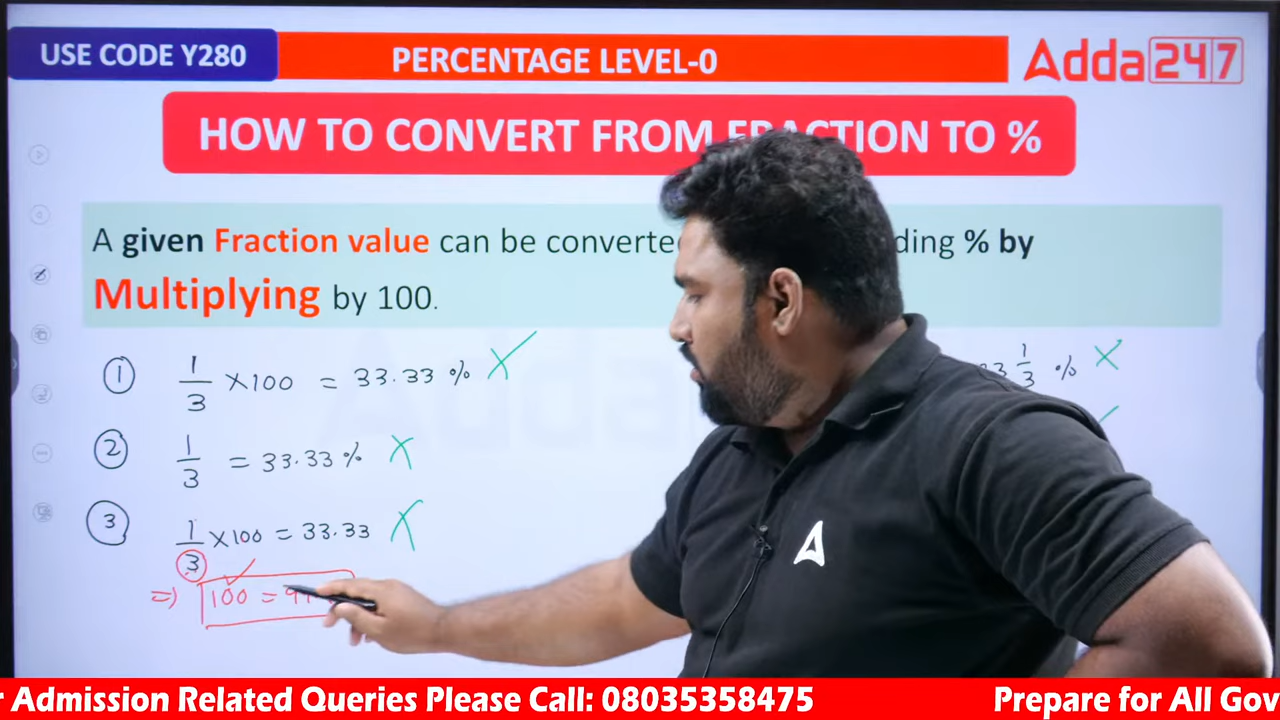 USE CODE Y280
PERCENTAGE LEVEL-0
Adda247
HOW TO CONVERT FROM FRACTION TO %
A given Fraction value can be converte ding % by
Multiplying by 100.
① 1/3 ×100 = 33.33 % X
1/3 % X
② 1/3 = 33.33% X
③ 1/3 ×100 = 33.33 X
=> 100 =
r Admission Related Queries Please Call: 08035358475 Prepare for All Gov